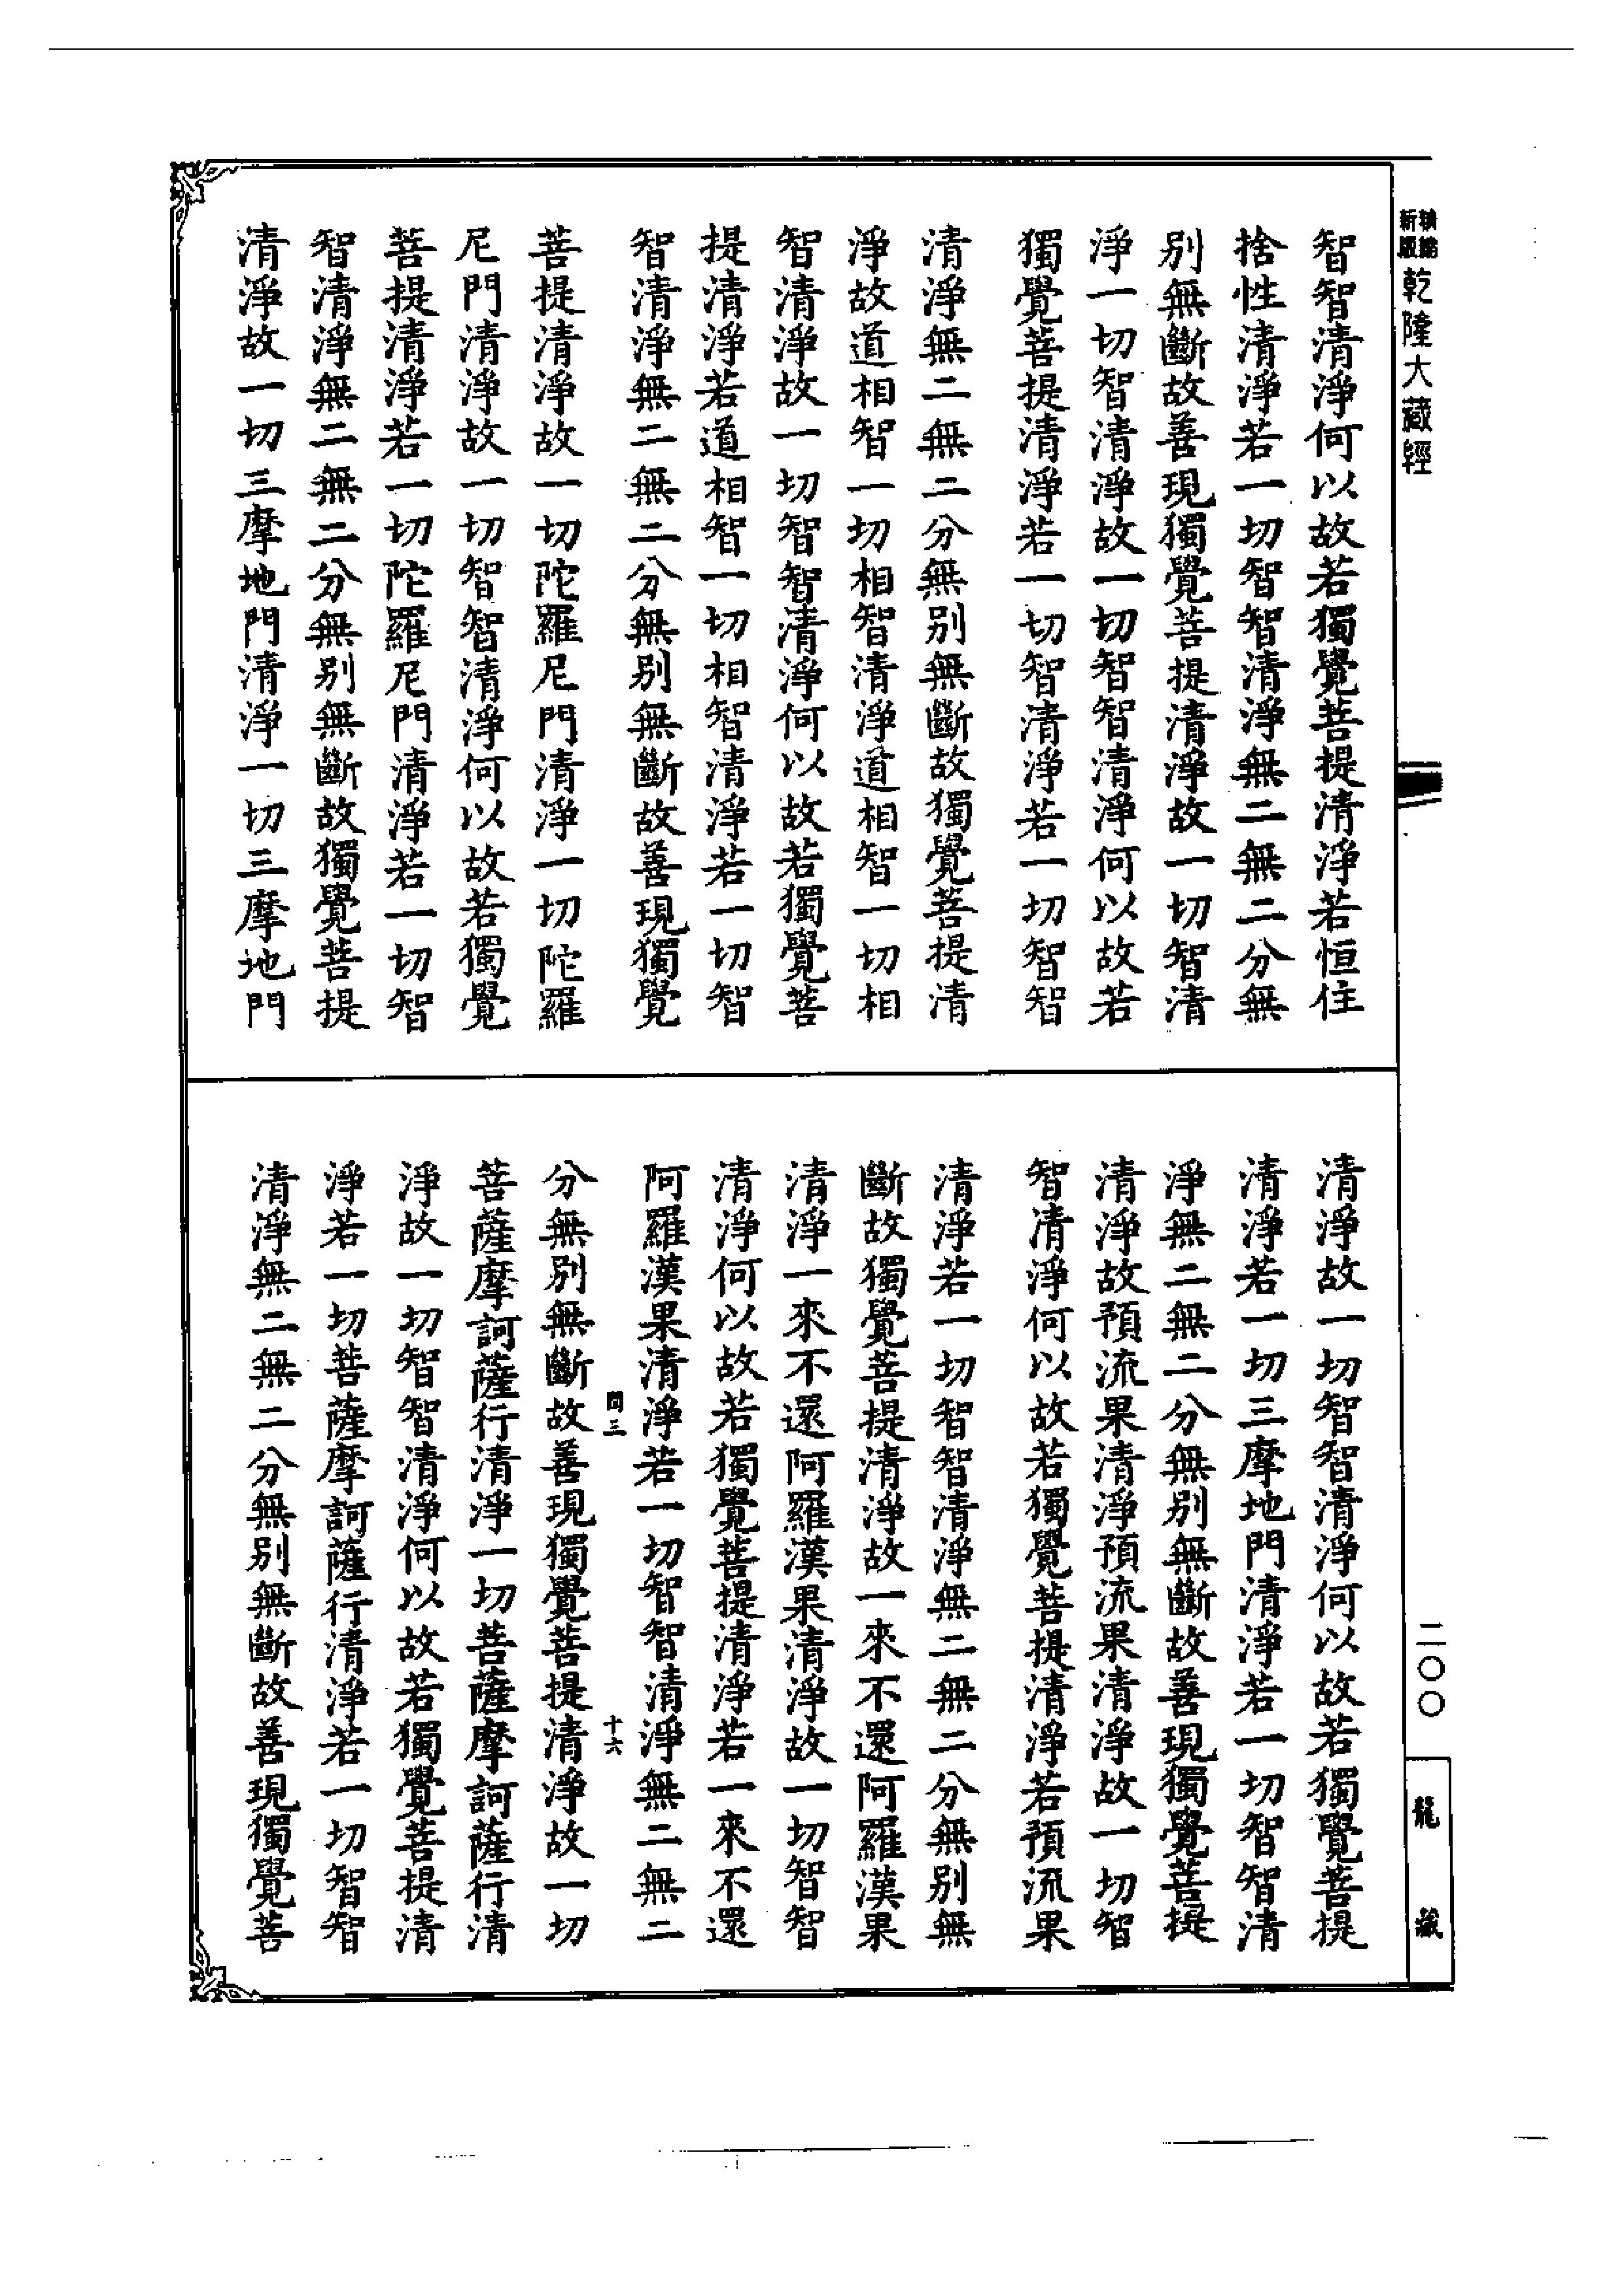 新版
乾隆大藏經
智智清淨何以故若獨覺菩提清淨若恒住
捨性清淨若一切智智清淨無二無二分無
別無斷故善現獨覺菩提清淨故一切智清
淨一切智清淨故一切智智清淨何以故若
獨覺菩提清淨若一切智清淨若一切智智
清淨無二無二分無別無斷故獨覺菩提清
淨故道相智一切相智清淨道相智一切相
智清淨故一切智智清淨何以故若獨覺菩
提清淨若道相智一切相智清淨若一切智
智清淨無二無二分無別無斷故善現獨覺
菩提清淨故一切陀羅尼門清淨一切陀羅
尼門清淨故一切智智清淨何以故若獨覺
菩提清淨若一切陀羅尼門清淨若一切智
智清淨無二無二分無別無斷故獨覺菩提
清淨故一切三摩地門清淨一切三摩地門
清淨故一切智智清淨何以故若獨覺菩提
清淨若一切三摩地門清淨若一切智智清
淨無二無二分無別無斷故善現獨覺菩提
清淨故預流果清淨預流果清淨故一切智
智清淨何以故若獨覺菩提清淨若預流果
清淨若一切智智清淨無二無二分無別無
斷故獨覺菩提清淨故一來不還阿羅漢果
清淨一來不還阿羅漢果清淨故一切智智
清淨何以故若獨覺菩提清淨若一來不還
阿羅漢果清淨若一切智智清淨無二無二
三 十六
分無別無斷故善現獨覺菩提清淨故一切
菩薩摩訶薩行清淨一切菩薩摩訶薩行清
淨故一切智智清淨何以故若獨覺菩提清
淨若一切菩薩摩訶薩行清淨若一切智智
清淨無二無二分無別無斷故善現獨覺菩
二〇〇
龍藏